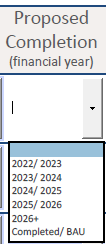 Proposed
Completion
(financial year)
2022/ 2023
2023/ 2024
2024/ 2025
2025/ 2026
2026+
Completed/ BAU